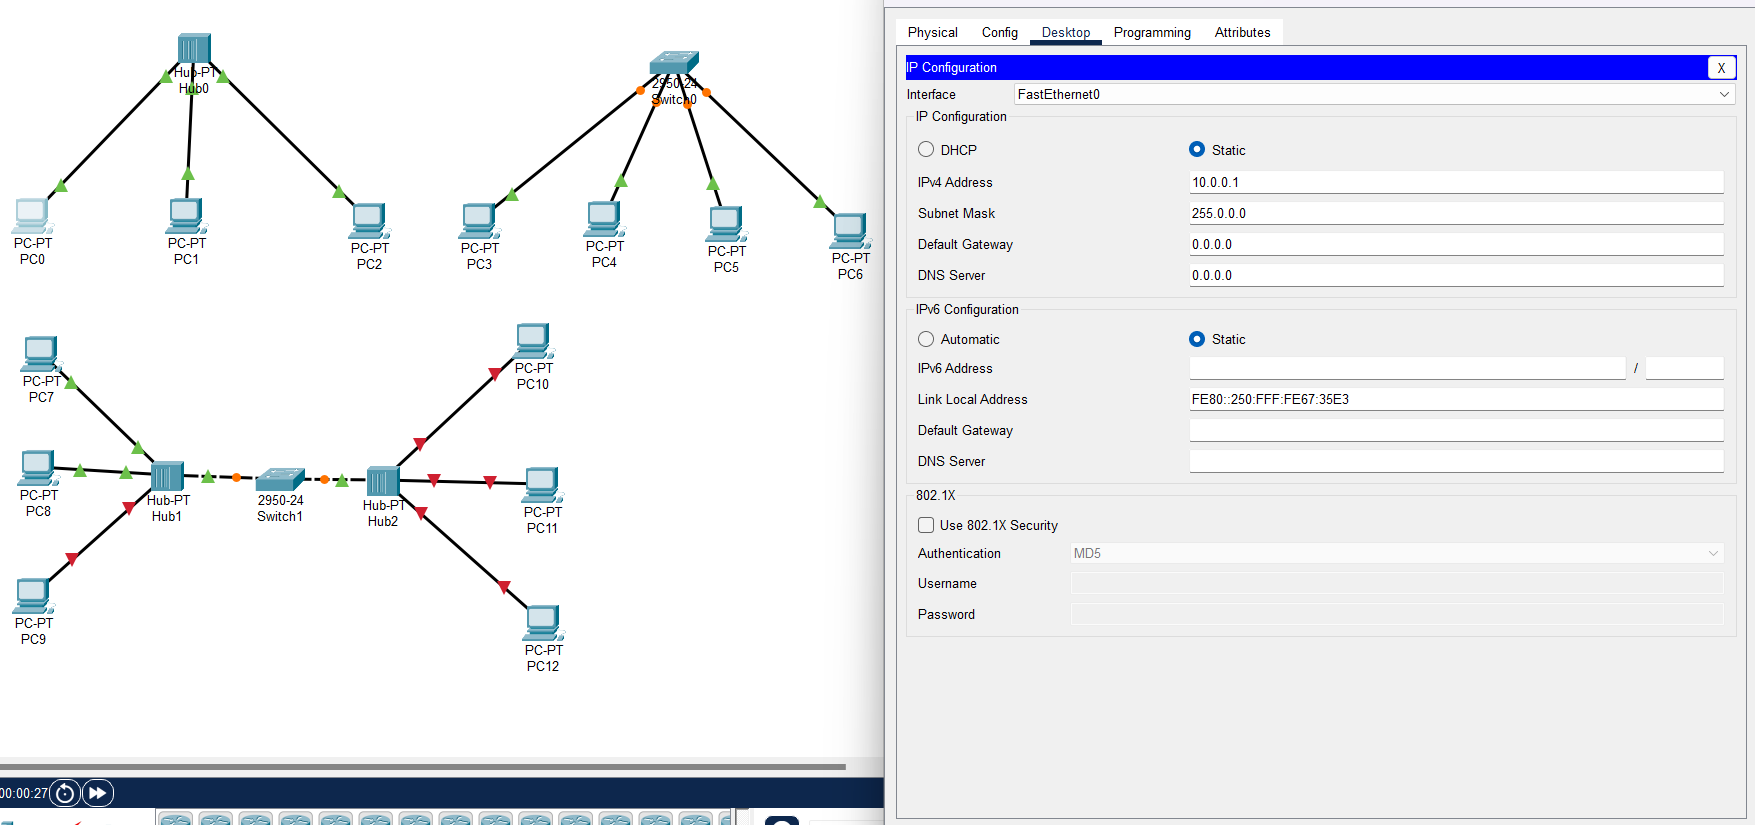 Hub-PT
Hub0
2950-24
Switch0
PC-PT
PC0
PC-PT
PC1
PC-PT
PC2
PC-PT
PC3
PC-PT
PC4
PC-PT
PC5
PC-PT
PC6
PC-PT
PC7
PC-PT
PC8
PC-PT
PC9
Hub-PT
Hub1
2950-24
Switch1
Hub-PT
Hub2
PC-PT
PC10
PC-PT
PC11
PC-PT
PC12
00:00:27
Physical Config Desktop Programming Attributes
IP Configuration X
Interface FastEthernet0
IP Configuration
DHCP Static
IPv4 Address 10.0.0.1
Subnet Mask 255.0.0.0
Default Gateway 0.0.0.0
DNS Server 0.0.0.0
IPv6 Configuration
Automatic Static
IPv6 Address /
Link Local Address FE80::250:FFF:FE67:35E3
Default Gateway
DNS Server
802.1X
Use 802.1X Security
Authentication MD5
Username
Password